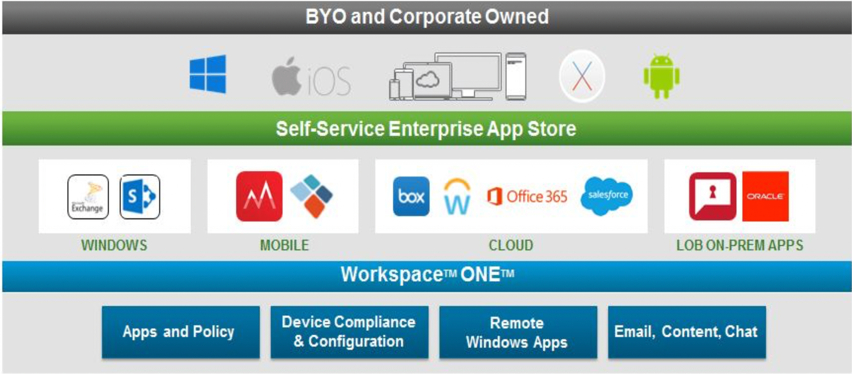 BYO and Corporate Owned
iOS
X
Self-Service Enterprise App Store
Exchange
S
box
W
Office 365
salesforce
ORACLE
WINDOWS
MOBILE
CLOUD
LOB ON-PREM APPS
Workspace™ ONE™
Apps and Policy
Device Compliance
& Configuration
Remote
Windows Apps
Email, Content, Chat